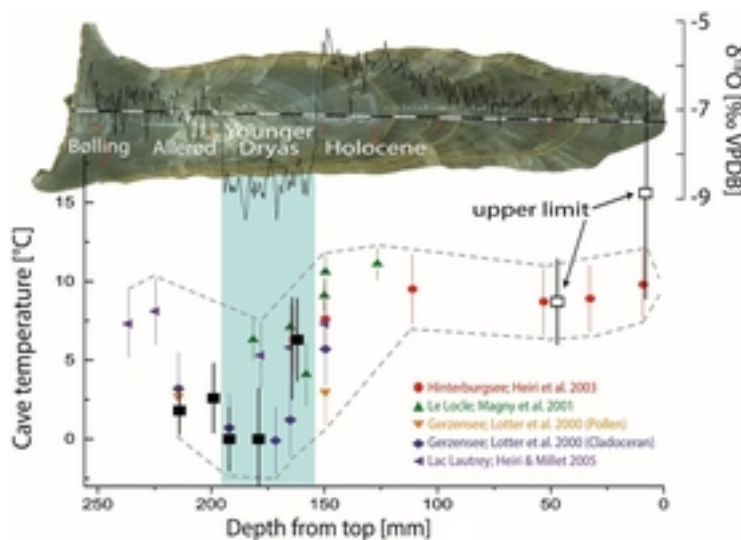 -5
-7
-9
δ¹⁸O [‰ VPDB]
Bølling
Allerød
Younger
Dryas
Holocene
upper limit
15
10
5
0
Cave temperature [°C]
Hinterburgsee; Heiri et al. 2003
Le Locle; Magny et al. 2001
Gerzensee; Lotter et al. 2000 (Pollen)
Gerzensee; Lotter et al. 2000 (Cladoceran)
Lac Lautrey; Heiri & Millet 2005
250
200
150
100
50
0
Depth from top [mm]